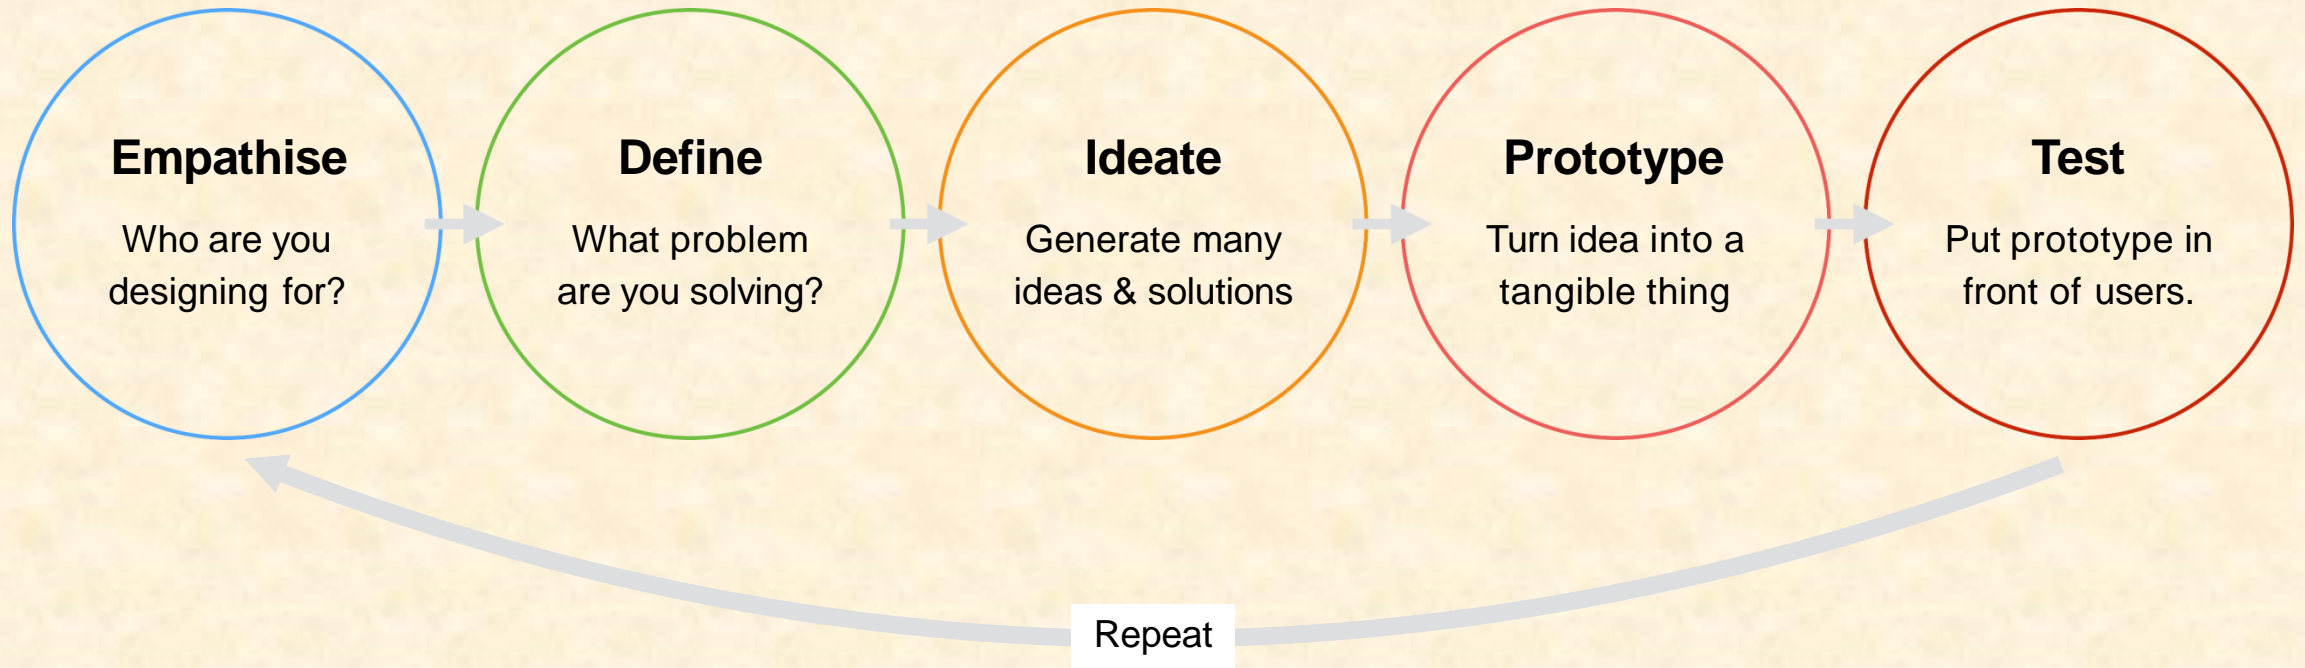 Empathise
Who are you
designing for?
Define
What problem
are you solving?
Ideate
Generate many
ideas & solutions
Prototype
Turn idea into a
tangible thing
Test
Put prototype in
front of users.
Repeat